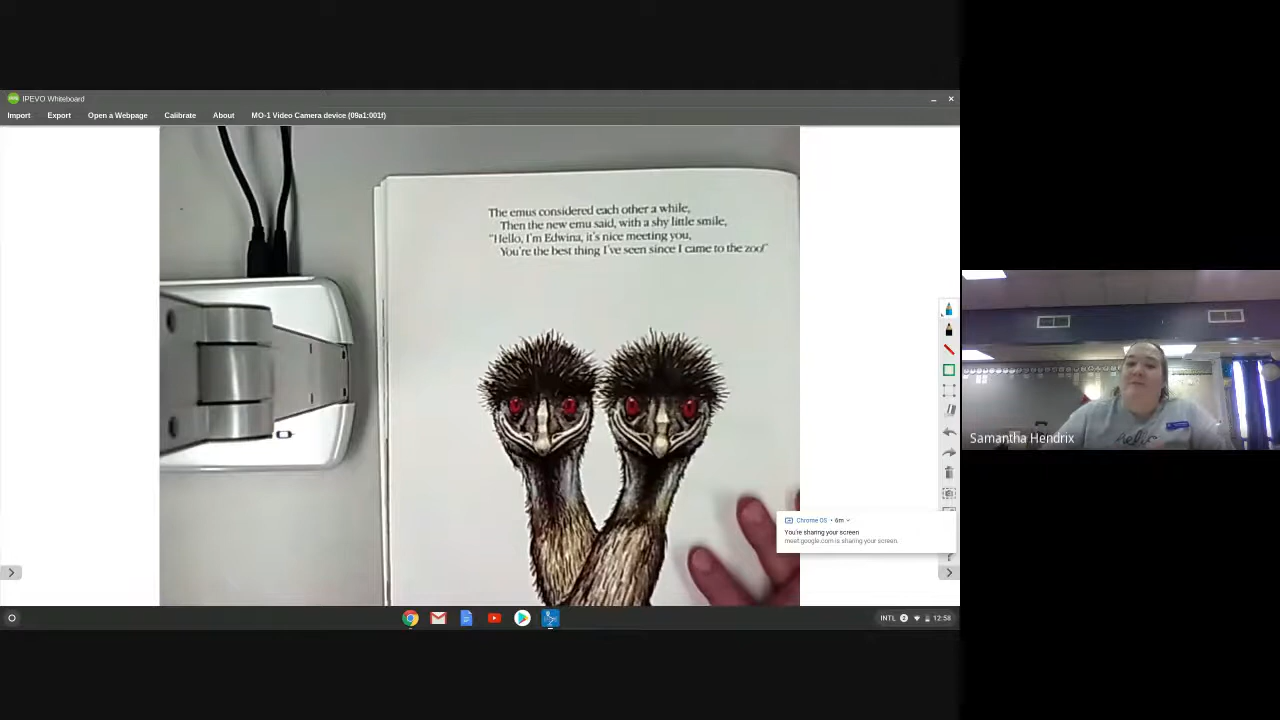 IPEVO Whiteboard
Import Export Open a Webpage Calibrate About MO-1 Video Camera device (09a1:001f)
The emus considered each other a while,
Then the new emu said, with a shy little smile,
"Hello, I'm Edwina, it's nice meeting you,
You're the best thing I've seen since I came to the zoo!"
Samantha Hendrix
Chrome OS • 6m
You're sharing your screen
meet.google.com is sharing your screen.
INTL 2 12:58